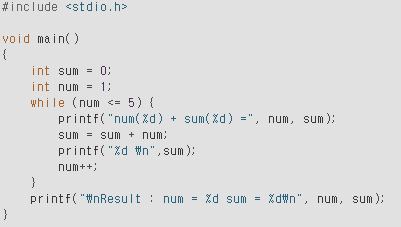 #include <stdio.h>
void main()
{
int sum = 0;
int num = 1;
while (num <= 5) {
printf("num(%d) + sum(%d) =", num, sum);
sum = sum + num;
printf("%d ₩n",sum);
num++;
}
printf("₩nResult : num = %d sum = %d₩n", num, sum);
}